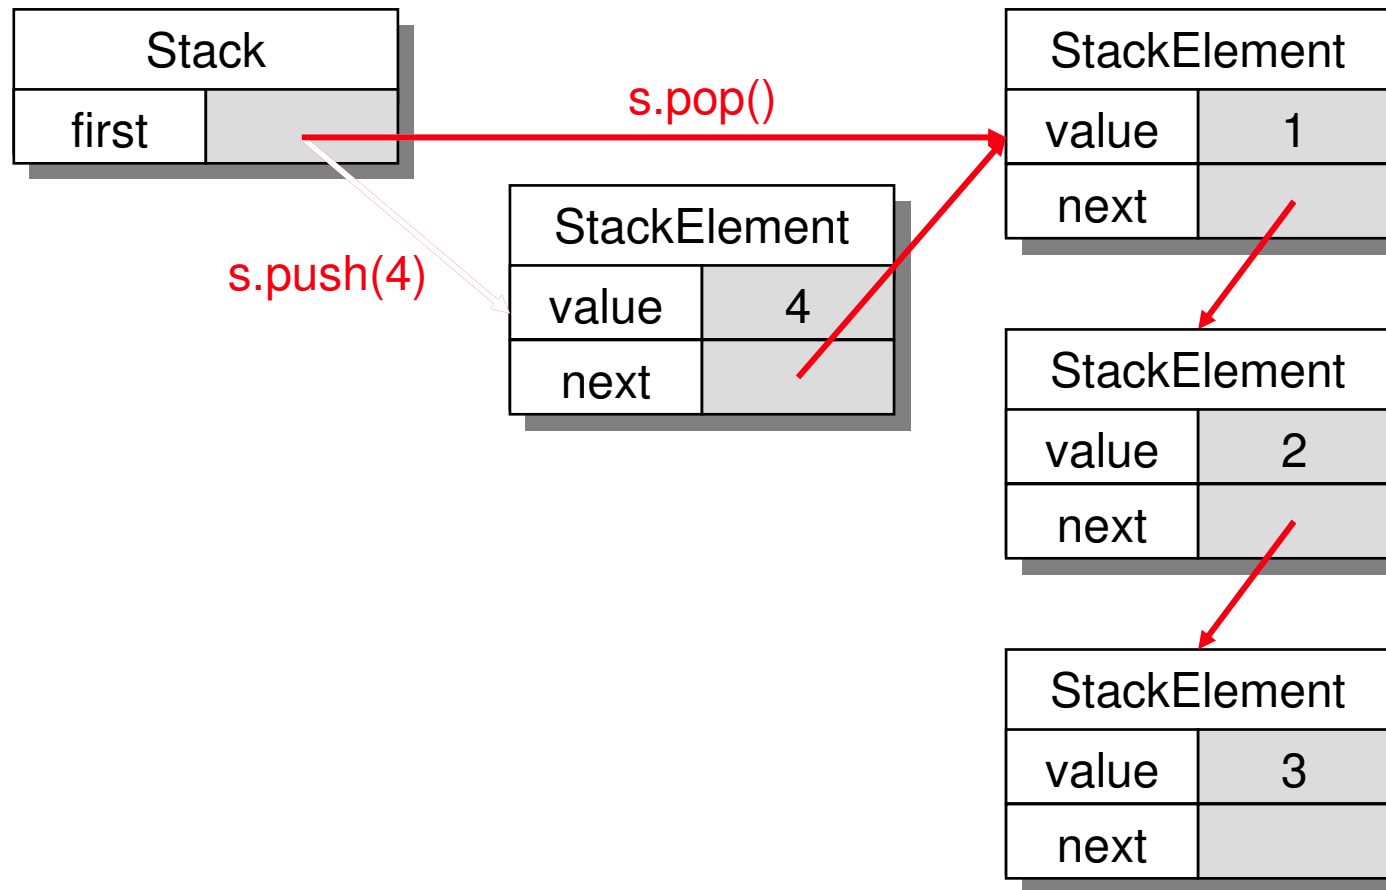 Stack
first
s.pop()
s.push(4)
StackElement
value 4
next
StackElement
value 1
next
StackElement
value 2
next
StackElement
value 3
next